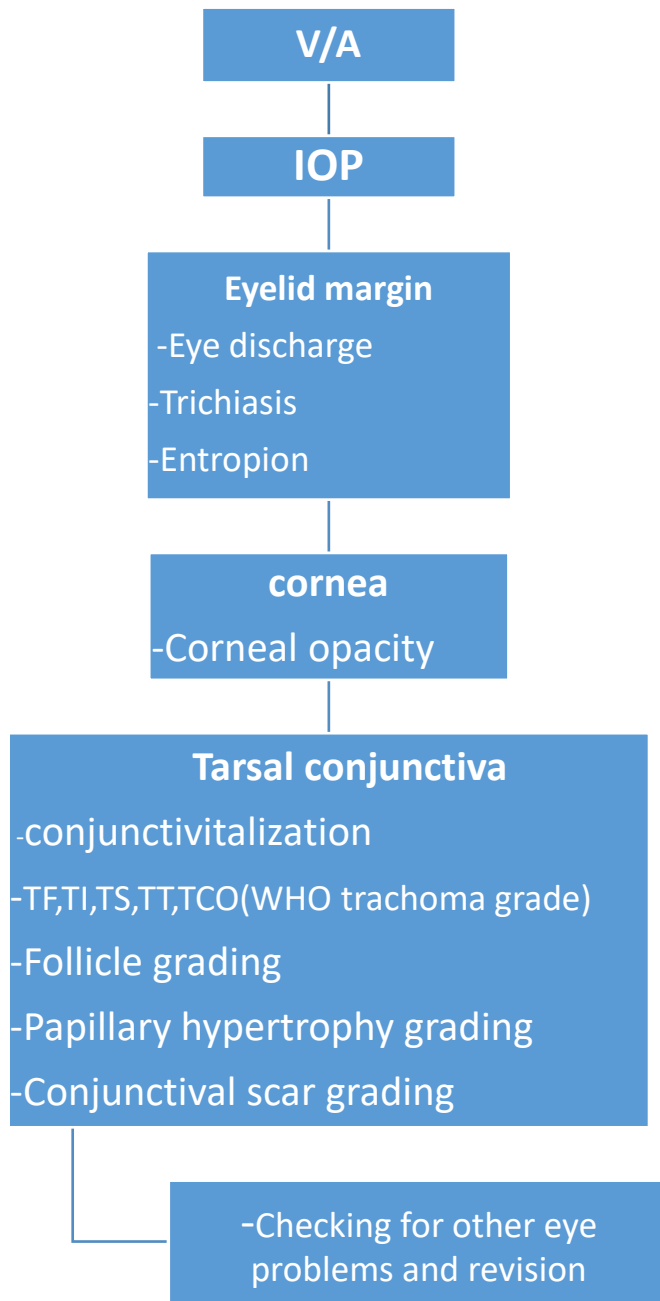 V/A
IOP
Eyelid margin
-Eye discharge
-Trichiasis
-Entropion
cornea
-Corneal opacity
Tarsal conjunctiva
-conjunctivitalization
-TF,TI,TS,TT,TCO(WHO trachoma grade)
-Follicle grading
-Papillary hypertrophy grading
-Conjunctival scar grading
-Checking for other eye
problems and revision